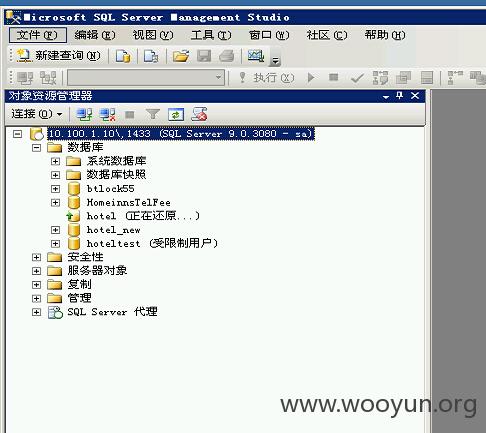 Microsoft SQL Server Management Studio
文件(F) 编辑(E) 视图(V) 工具(T) 窗口(W) 社区(C) 帮助(H)
新建查询(N)
执行(X)
对象资源管理器
连接(O)
10.100.1.10\,1433 (SQL Server 9.0.3080 - sa)
数据库
系统数据库
数据库快照
btlock55
HomeinnsTelFee
hotel (正在还原...)
hotel_new
hoteltest (受限制用户)
安全性
服务器对象
复制
管理
SQL Server 代理
www.wooyun.org